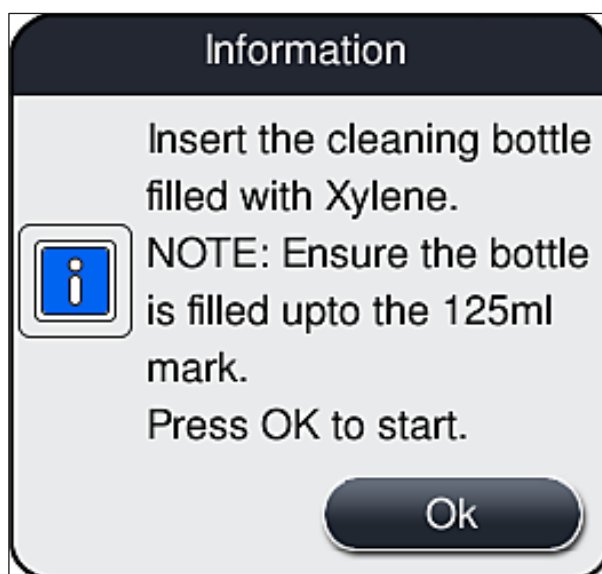 Information
Insert the cleaning bottle
filled with Xylene.
NOTE: Ensure the bottle
is filled upto the 125ml
mark.
Press OK to start.
Ok